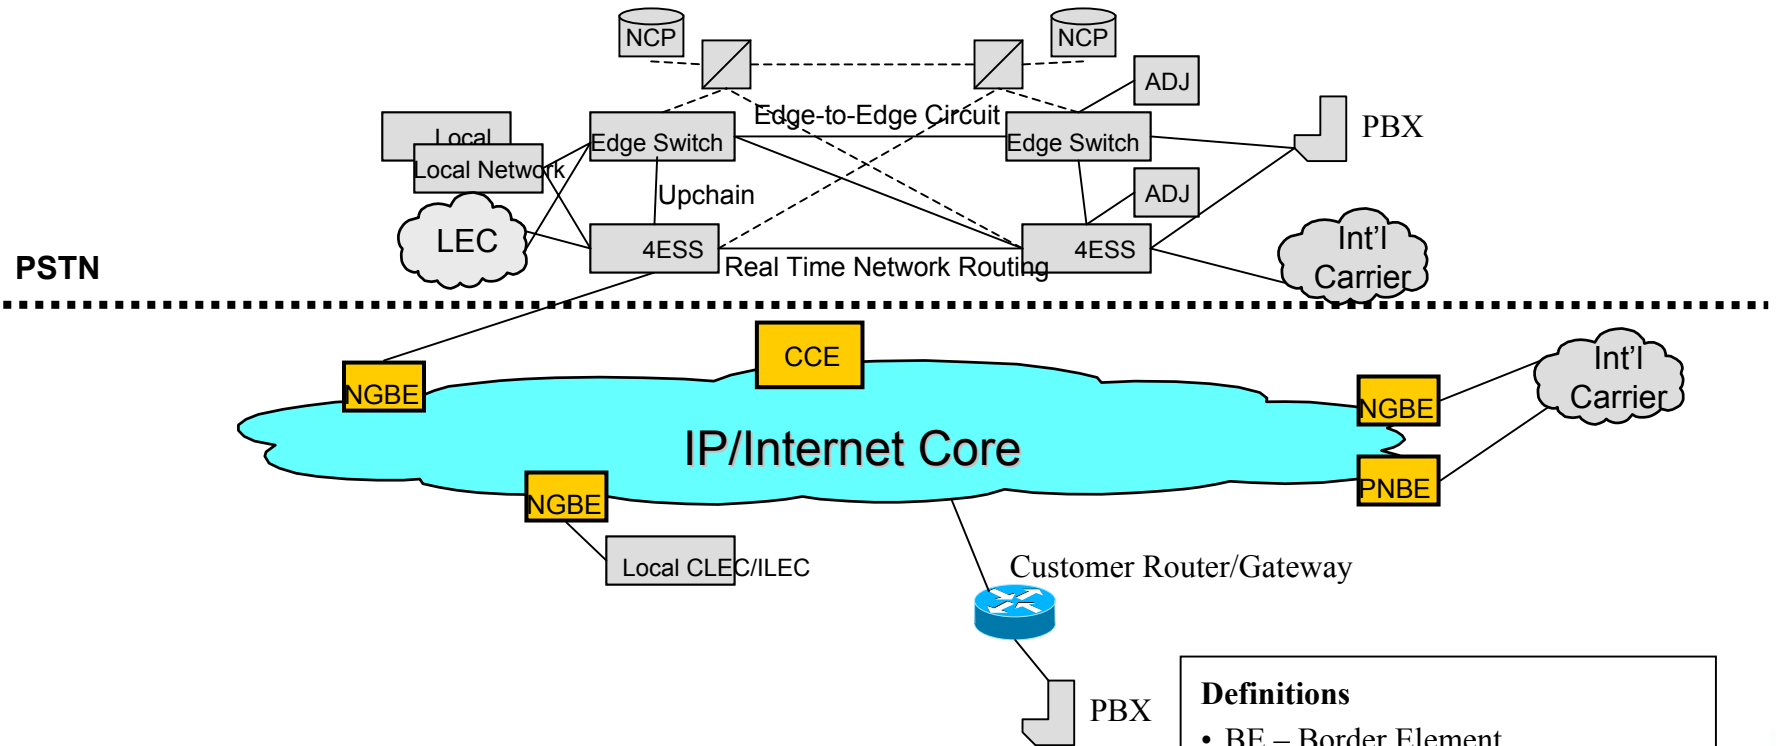 NCP
NCP
ADJ
Edge-to-Edge Circuit
PBX
Local
Edge Switch
Edge Switch
Local Network
Upchain
ADJ
LEC
4ESS
4ESS
Int'l
Carrier
PSTN
Real Time Network Routing
CCE
Int'l
Carrier
NGBE
NGBE
IP/Internet Core
NGBE
PNBE
Local CLEC/ILEC
Customer Router/Gateway
PBX
Definitions
• BE – Border Element